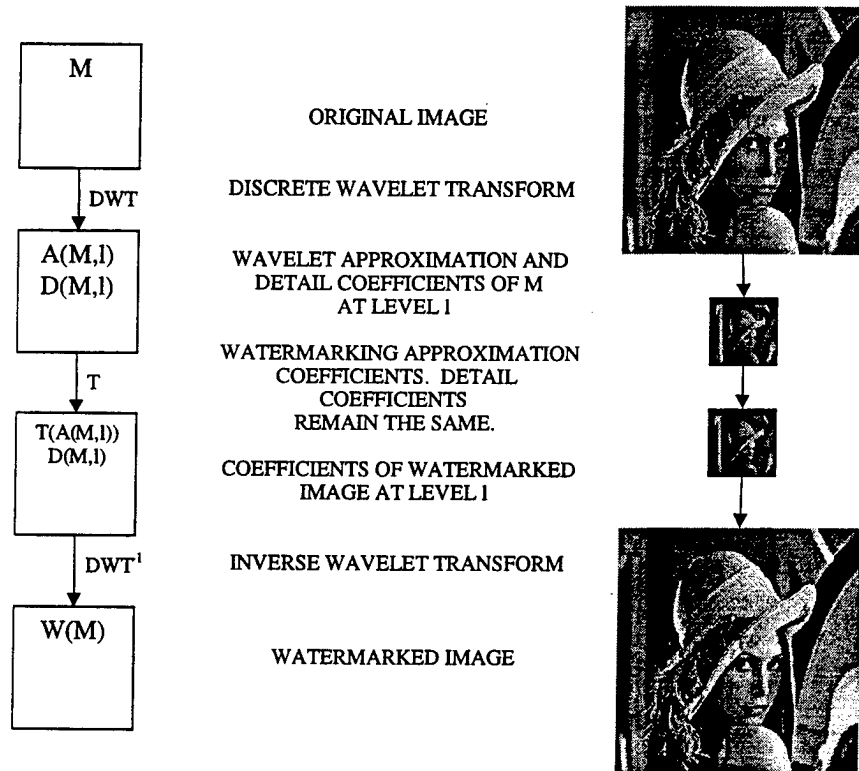 M
ORIGINAL IMAGE
DWT
DISCRETE WAVELET TRANSFORM
A(M,l)
D(M,l)
WAVELET APPROXIMATION AND
DETAIL COEFFICIENTS OF M
AT LEVEL l
T
WATERMARKING APPROXIMATION
COEFFICIENTS. DETAIL
COEFFICIENTS
REMAIN THE SAME.
T(A(M,l))
D(M,l)
COEFFICIENTS OF WATERMARKED
IMAGE AT LEVEL l
DWT¹
INVERSE WAVELET TRANSFORM
W(M)
WATERMARKED IMAGE